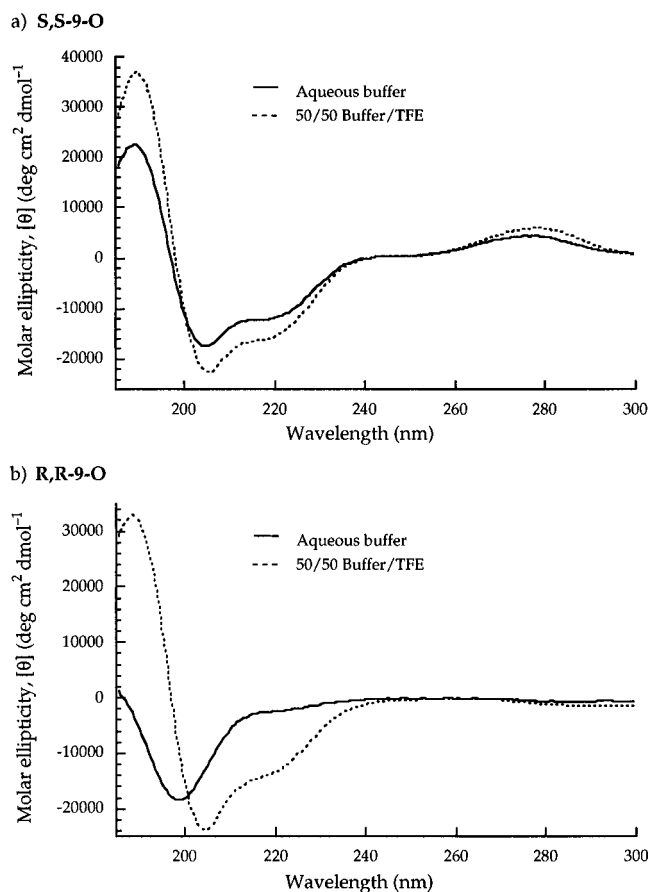 a) S,S-9-O
Molar ellipticity, [θ] (deg cm² dmol⁻¹
40000
30000
20000
10000
0
-10000
-20000
Aqueous buffer
50/50 Buffer/TFE
200
220
240
260
280
300
Wavelength (nm)
b) R,R-9-O
Molar ellipticity, [θ] (deg cm² dmol⁻¹
30000
20000
10000
0
-10000
-20000
Aqueous buffer
50/50 Buffer/TFE
200
220
240
260
280
300
Wavelength (nm)